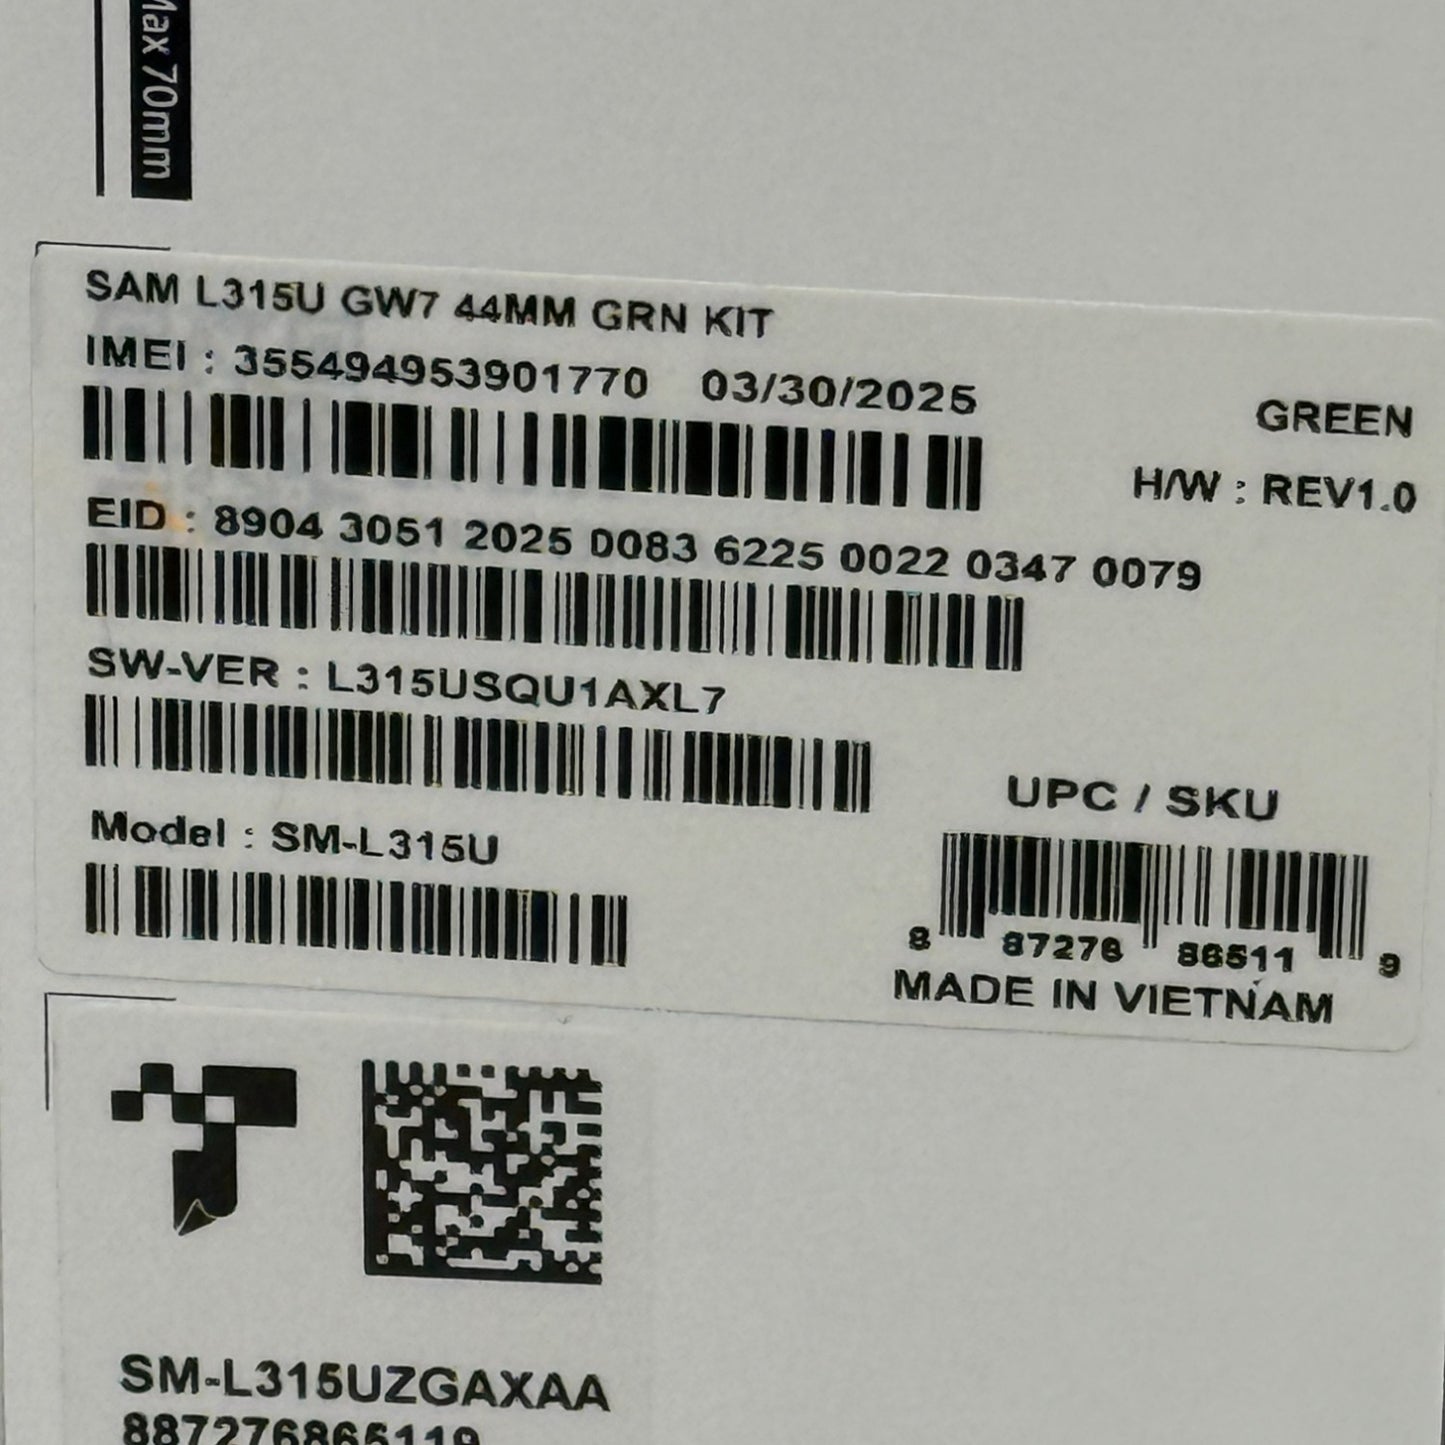 Max 70mm
SAM L315U GW7 44MM GRN KIT
IMEI : 355494953901770 03/30/2025
GREEN
H/W : REV1.0
EID : 8904 3051 2025 0083 6225 0022 0347 0079
SW-VER : L315USQU1AXL7
Model : SM-L315U
UPC / SKU
8 87276 86511 9
MADE IN VIETNAM
SM-L315UZGAXAA
887276865119